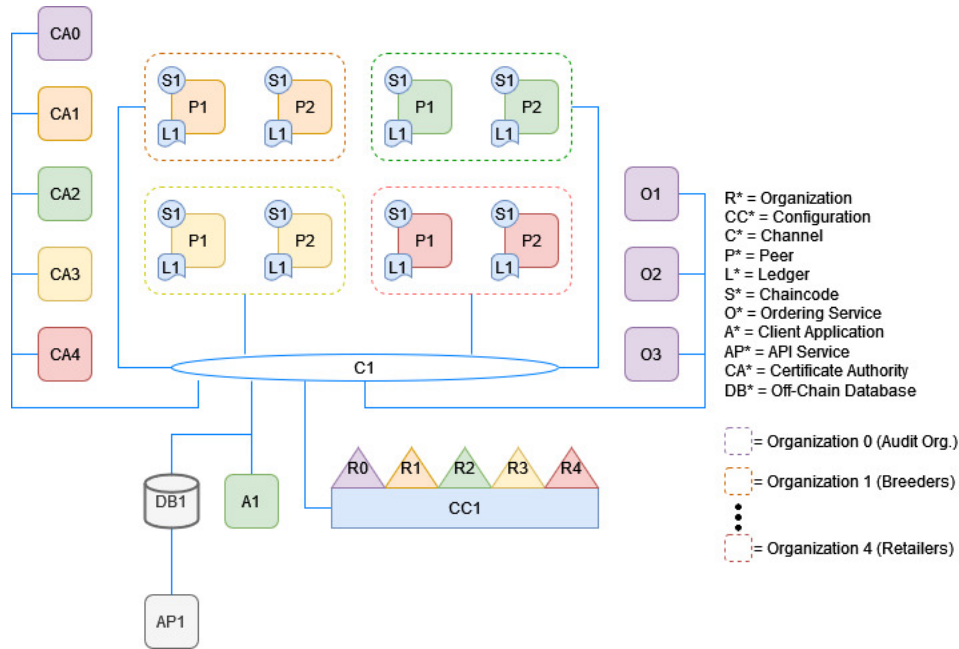 CA0
CA1
CA2
CA3
CA4
S1
P1
L1
S1
P2
L1
S1
P1
L1
S1
P2
L1
S1
P1
L1
S1
P2
L1
S1
P1
L1
S1
P2
L1
O1
O2
O3
C1
DB1
A1
AP1
R0 R1 R2 R3 R4
CC1
R* = Organization
CC* = Configuration
C* = Channel
P* = Peer
L* = Ledger
S* = Chaincode
O* = Ordering Service
A* = Client Application
AP* = API Service
CA* = Certificate Authority
DB* = Off-Chain Database
= Organization 0 (Audit Org.)
= Organization 1 (Breeders)
= Organization 4 (Retailers)